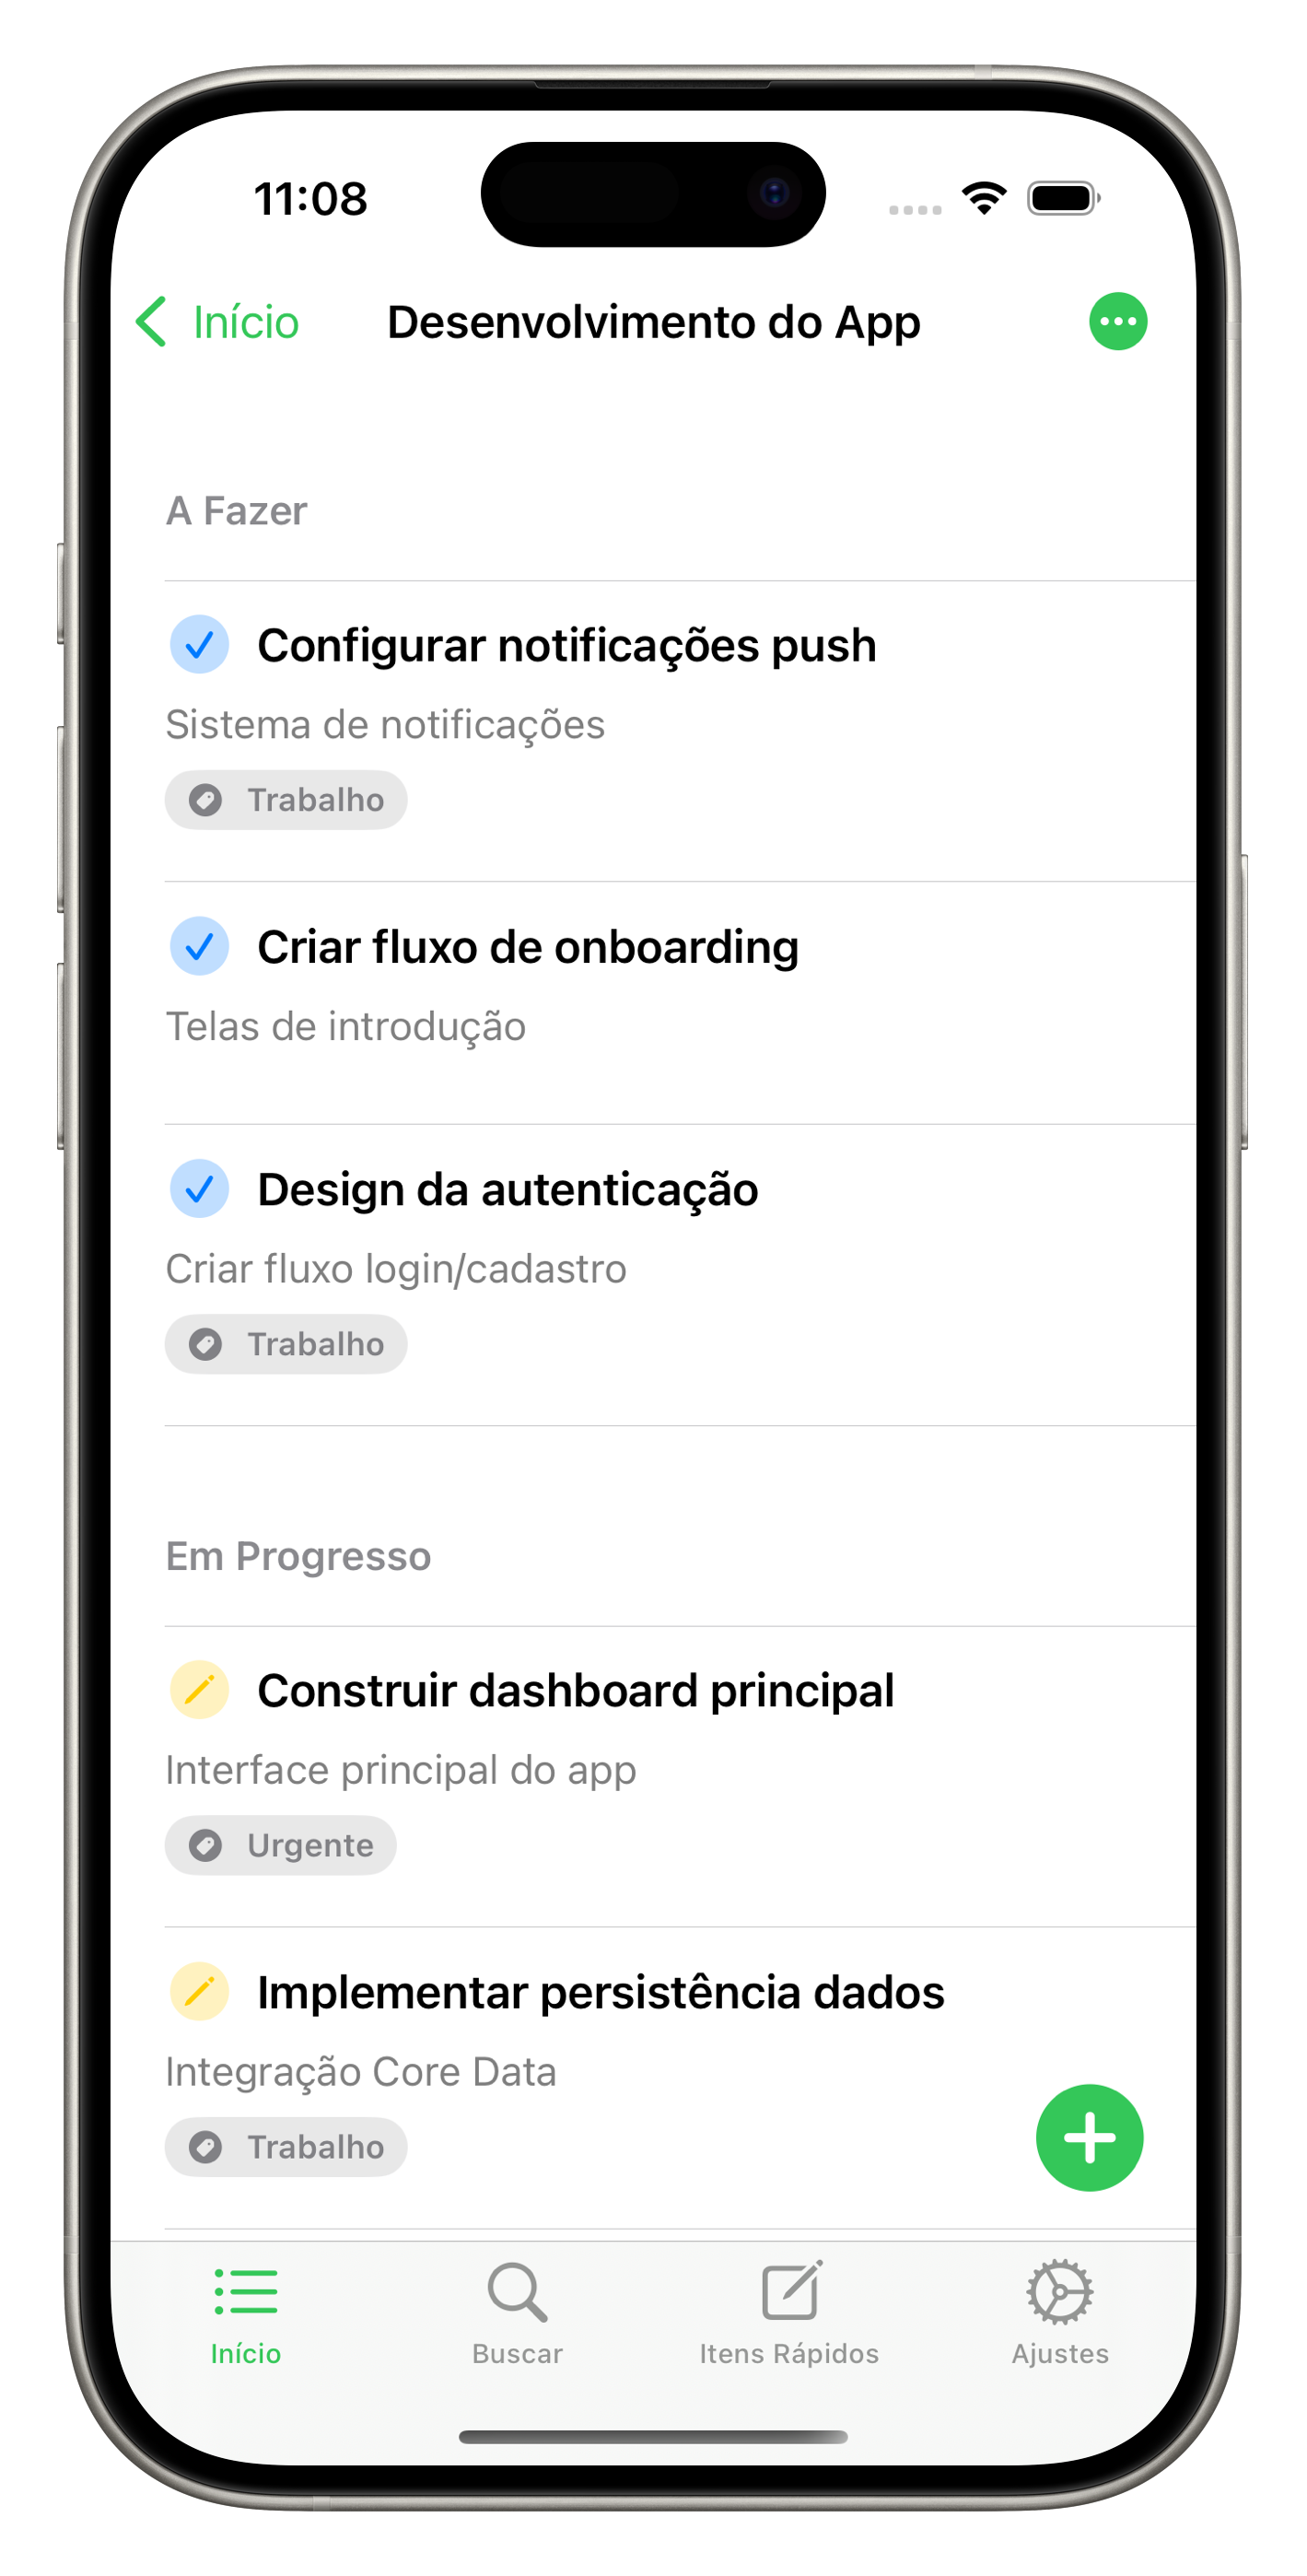 11:08
Início
Desenvolvimento do App
A Fazer
Configurar notificações push
Sistema de notificações
Trabalho
Criar fluxo de onboarding
Telas de introdução
Design da autenticação
Criar fluxo login/cadastro
Trabalho
Em Progresso
Construir dashboard principal
Interface principal do app
Urgente
Implementar persistência dados
Integração Core Data
Trabalho
Início
Buscar
Itens Rápidos
Ajustes